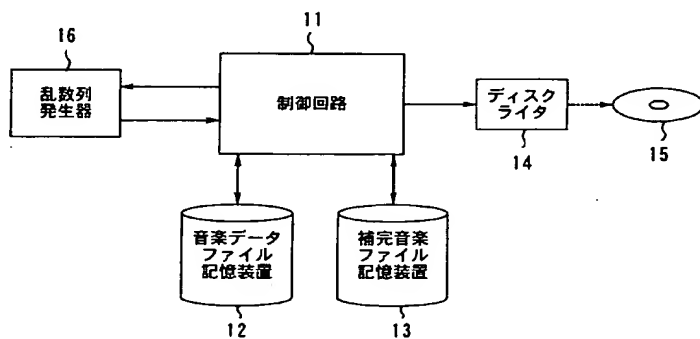 11
16
乱数列
発生器
制御回路
ディスク
ライタ
14
15
音楽データ
ファイル
記憶装置
補完音楽
ファイル
記憶装置
12
13